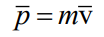 p̅ = mv̅